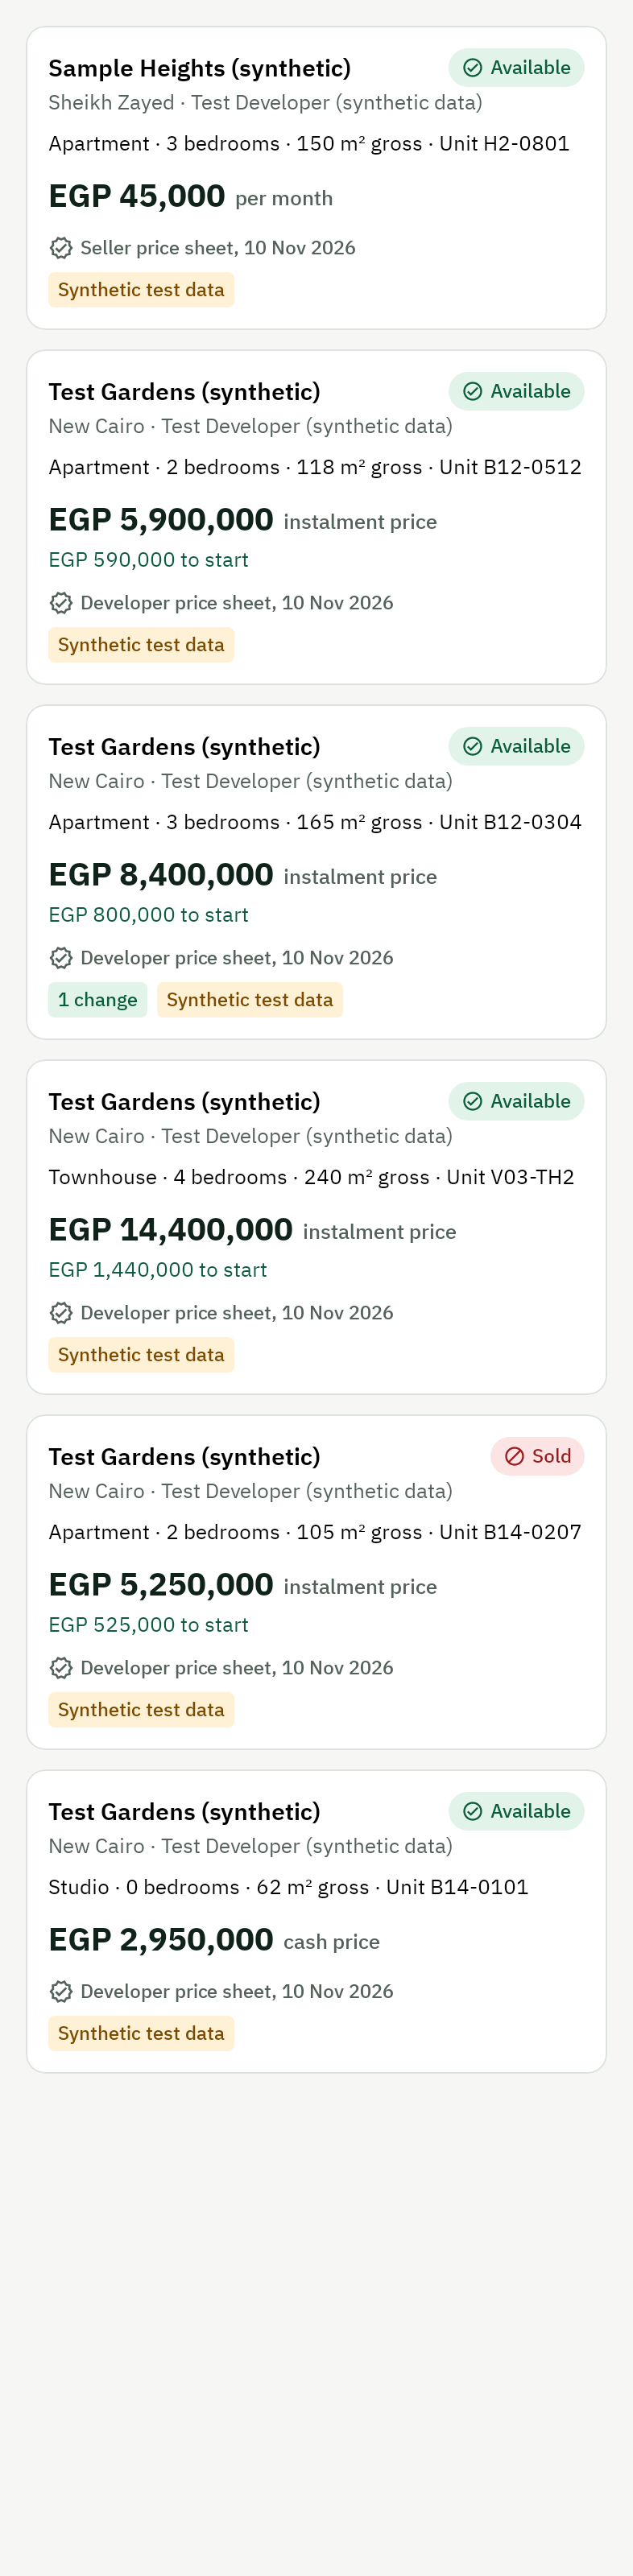 Sample Heights (synthetic)
Available
Sheikh Zayed · Test Developer (synthetic data)
Apartment · 3 bedrooms · 150 m² gross · Unit H2-0801
EGP 45,000 per month
Seller price sheet, 10 Nov 2026
Synthetic test data
Test Gardens (synthetic)
Available
New Cairo · Test Developer (synthetic data)
Apartment · 2 bedrooms · 118 m² gross · Unit B12-0512
EGP 5,900,000 instalment price
EGP 590,000 to start
Developer price sheet, 10 Nov 2026
Synthetic test data
Test Gardens (synthetic)
Available
New Cairo · Test Developer (synthetic data)
Apartment · 3 bedrooms · 165 m² gross · Unit B12-0304
EGP 8,400,000 instalment price
EGP 800,000 to start
Developer price sheet, 10 Nov 2026
1 change Synthetic test data
Test Gardens (synthetic)
Available
New Cairo · Test Developer (synthetic data)
Townhouse · 4 bedrooms · 240 m² gross · Unit V03-TH2
EGP 14,400,000 instalment price
EGP 1,440,000 to start
Developer price sheet, 10 Nov 2026
Synthetic test data
Test Gardens (synthetic)
Sold
New Cairo · Test Developer (synthetic data)
Apartment · 2 bedrooms · 105 m² gross · Unit B14-0207
EGP 5,250,000 instalment price
EGP 525,000 to start
Developer price sheet, 10 Nov 2026
Synthetic test data
Test Gardens (synthetic)
Available
New Cairo · Test Developer (synthetic data)
Studio · 0 bedrooms · 62 m² gross · Unit B14-0101
EGP 2,950,000 cash price
Developer price sheet, 10 Nov 2026
Synthetic test data